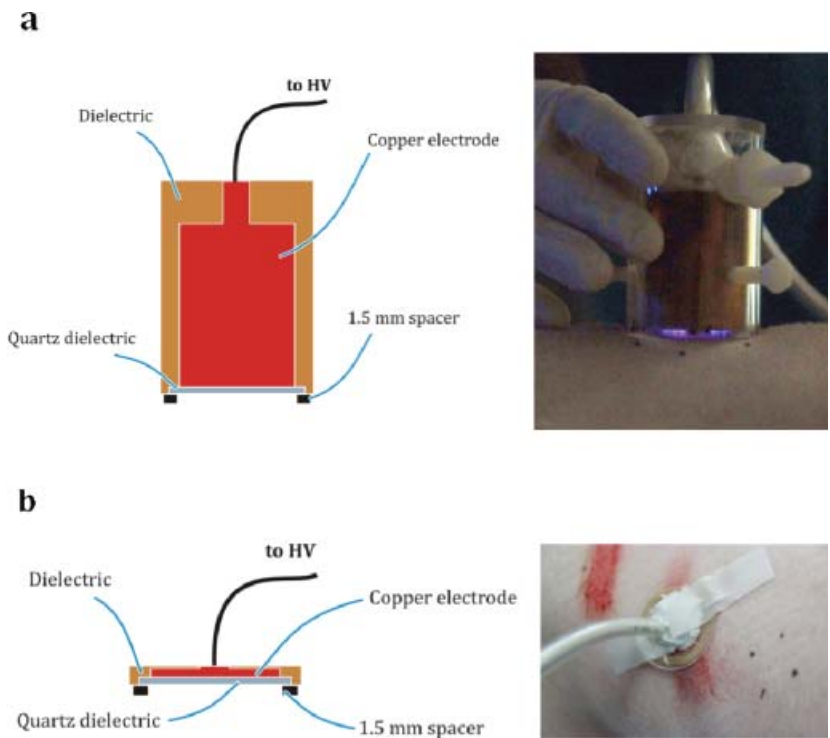 a
to HV
Dielectric
Copper electrode
1.5 mm spacer
Quartz dielectric
b
to HV
Dielectric
Copper electrode
Quartz dielectric
1.5 mm spacer